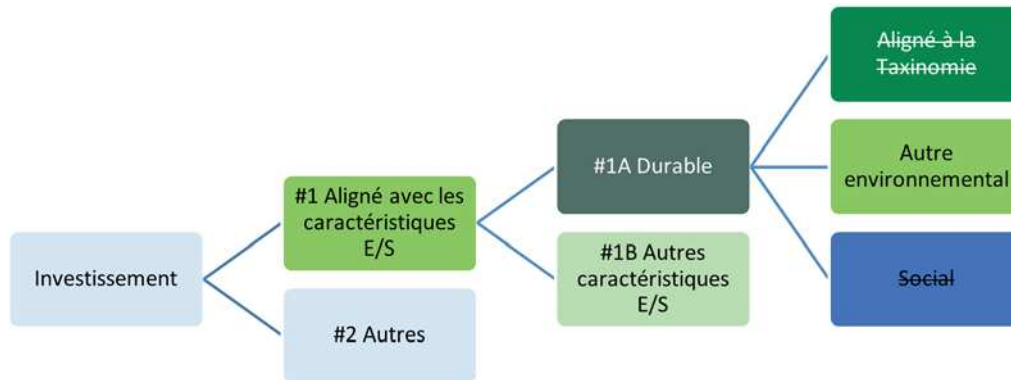 Investissement
#1 Aligné avec les
caractéristiques
E/S
#2 Autres
#1A Durable
#1B Autres
caractéristiques
E/S
Aligné à la
Taxinomie
Autre
environnemental
Social